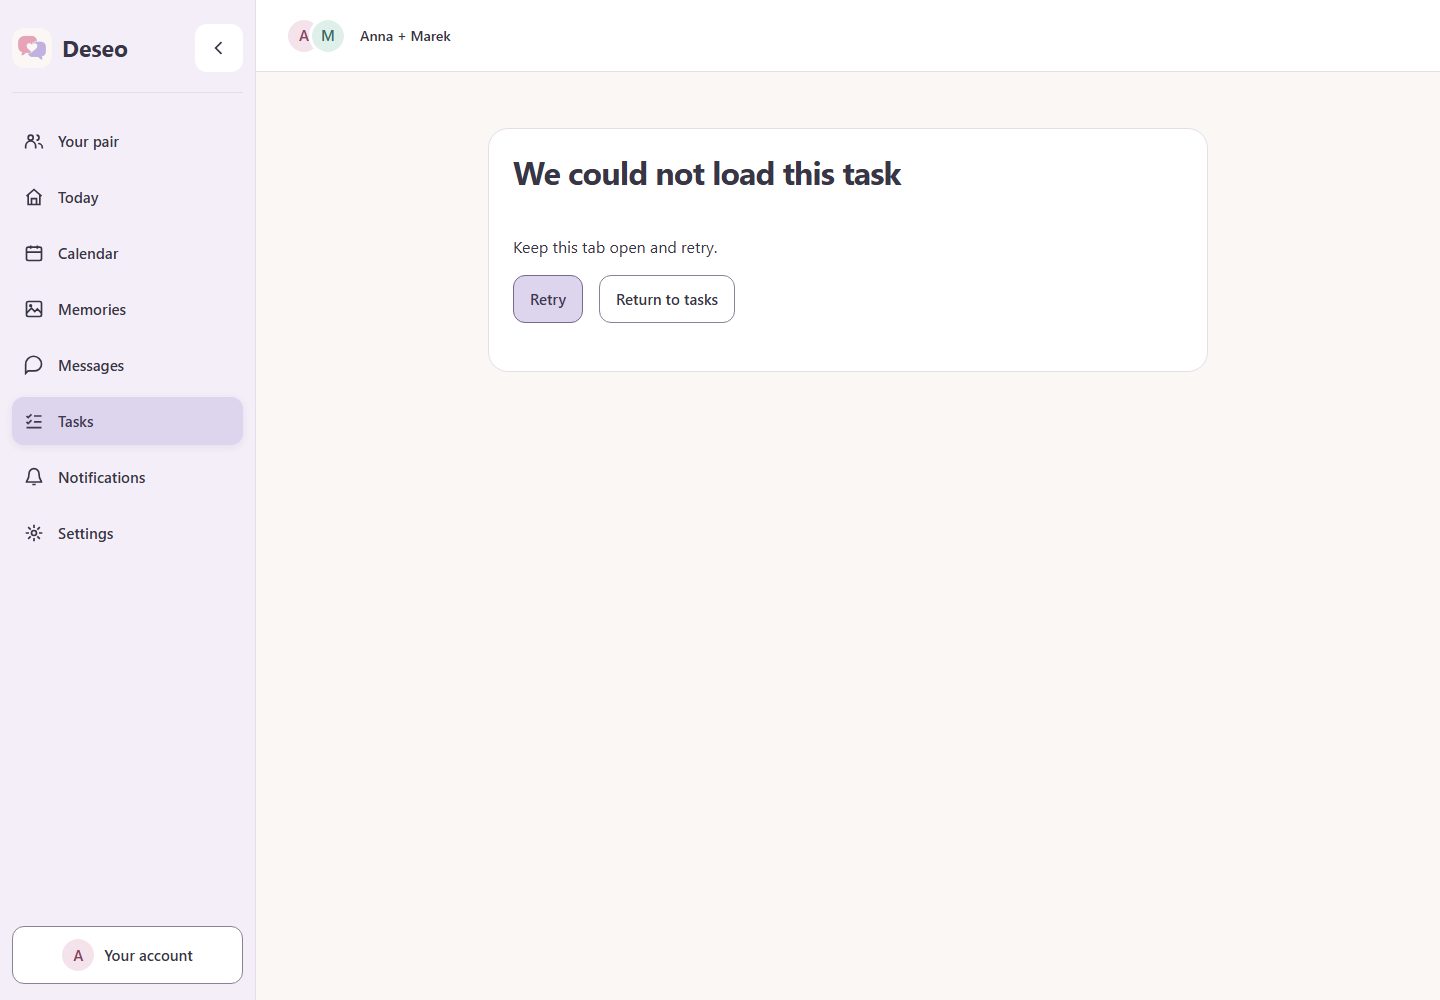 Deseo
Your pair
Today
Calendar
Memories
Messages
Tasks
Notifications
Settings
A Your account
A M Anna + Marek
We could not load this task
Keep this tab open and retry.
Retry
Return to tasks